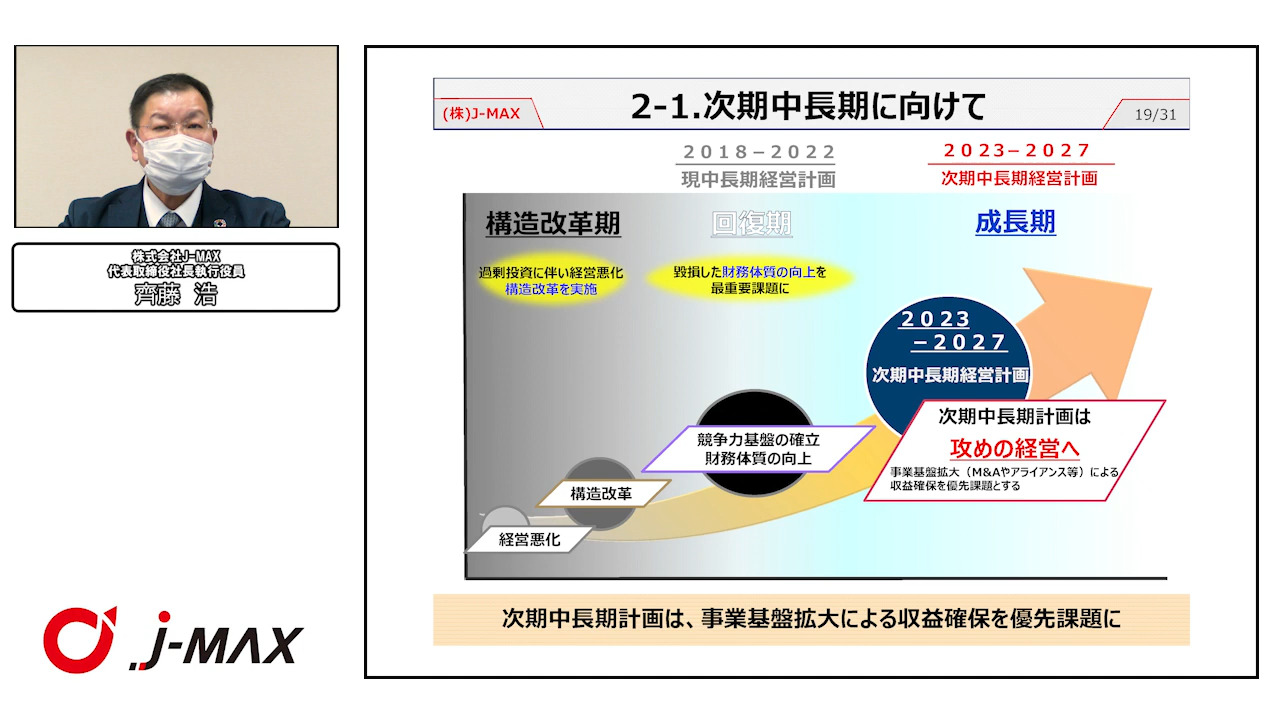 株式会社J-MAX
代表取締役社長執行役員
齊藤 浩
J-MAX
(株)J-MAX
2-1.次期中長期に向けて
19/31
2018－2022
現中長期経営計画
2023－2027
次期中長期経営計画
構造改革期
回復期
成長期
過剰投資に伴い経営悪化
構造改革を実施
毀損した財務体質の向上を
最重要課題に
2023
－2027
次期中長期経営計画
次期中長期計画は
攻めの経営へ
事業基盤拡大（M&Aやアライアンス等）による
収益確保を優先課題とする
競争力基盤の確立
財務体質の向上
構造改革
経営悪化
次期中長期計画は、事業基盤拡大による収益確保を優先課題に